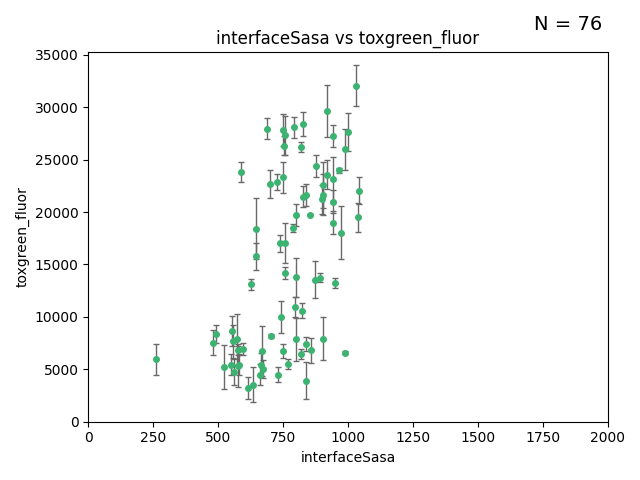 N = 76
interfaceSasa vs toxgreen_fluor
35000
30000
25000
20000
15000
10000
5000
0
toxgreen_fluor
0 250 500 750 1000 1250 1500 1750 2000
interfaceSasa